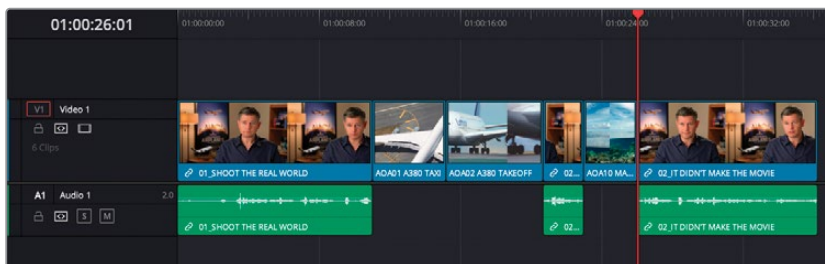 01:00:26:01
01:00:00:00 01:00:08:00 01:00:16:00 01:00:24:00 01:00:32:00
V1 Video 1
6 Clips
01_SHOOT THE REAL WORLD AOA01 A380 TAXI AOA02 A380 TAKEOFF 02... AOA10 MA... 02_IT DIDN'T MAKE THE MOVIE
A1 Audio 1 2.0
S M
01_SHOOT THE REAL WORLD 02... 02_IT DIDN'T MAKE THE MOVIE